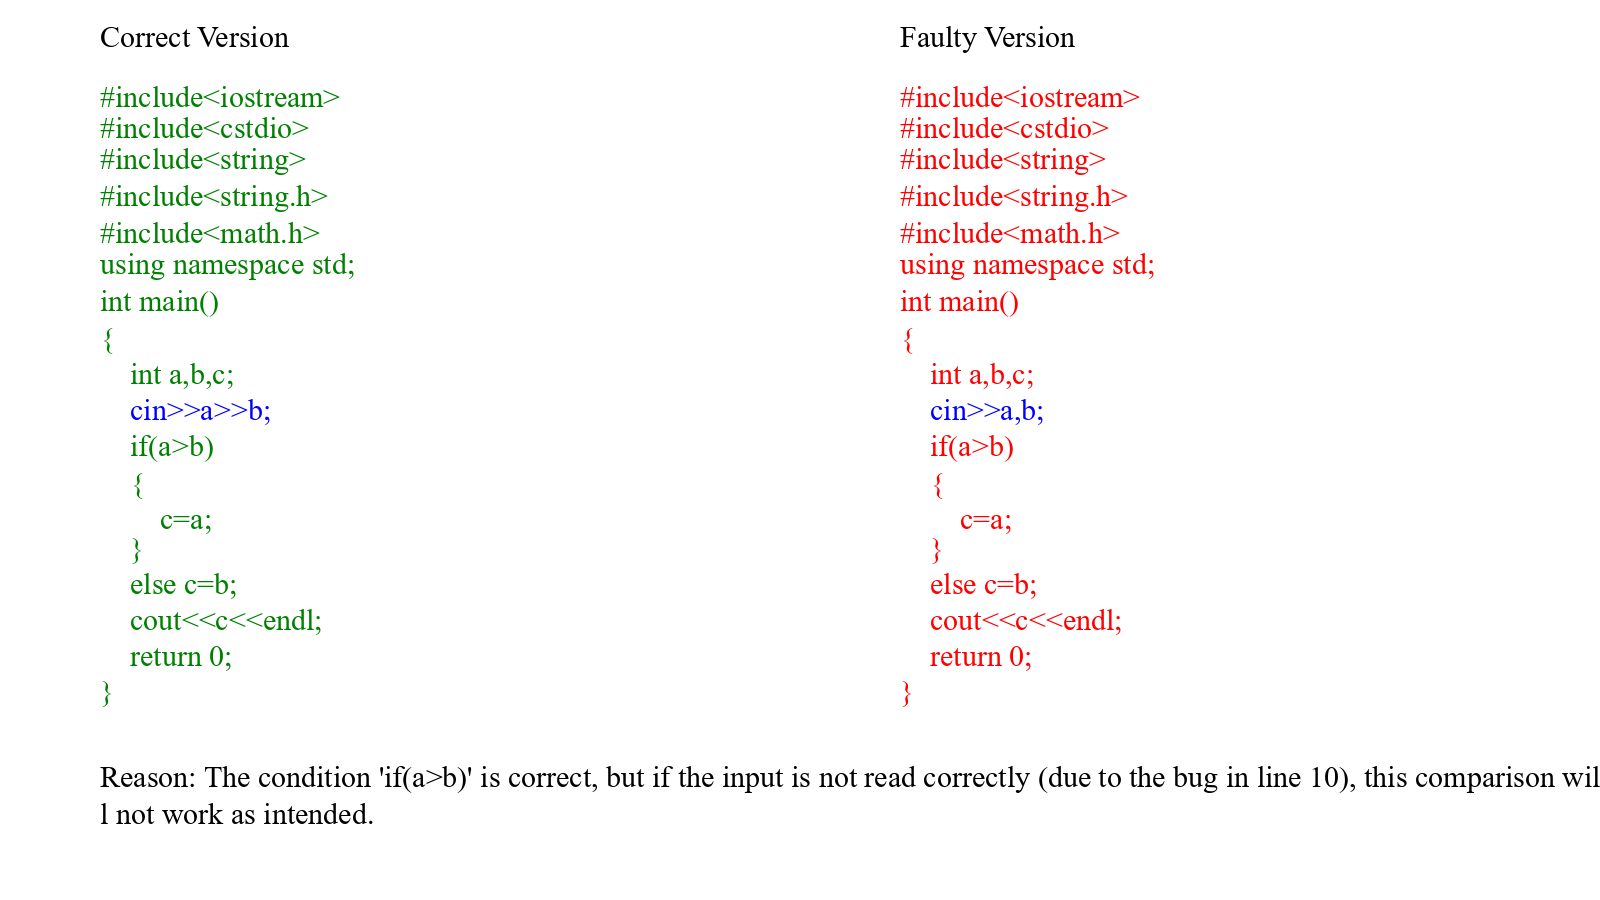 Correct Version
#include<iostream>
#include<cstdio>
#include<string>
#include<string.h>
#include<math.h>
using namespace std;
int main()
{
    int a,b,c;
    cin>>a>>b;
    if(a>b)
    {
        c=a;
    }
    else c=b;
    cout<<c<<endl;
    return 0;
}
Faulty Version
#include<iostream>
#include<cstdio>
#include<string>
#include<string.h>
#include<math.h>
using namespace std;
int main()
{
    int a,b,c;
    cin>>a,b;
    if(a>b)
    {
        c=a;
    }
    else c=b;
    cout<<c<<endl;
    return 0;
}
Reason: The condition 'if(a>b)' is correct, but if the input is not read correctly (due to the bug in line 10), this comparison wil
l not work as intended.